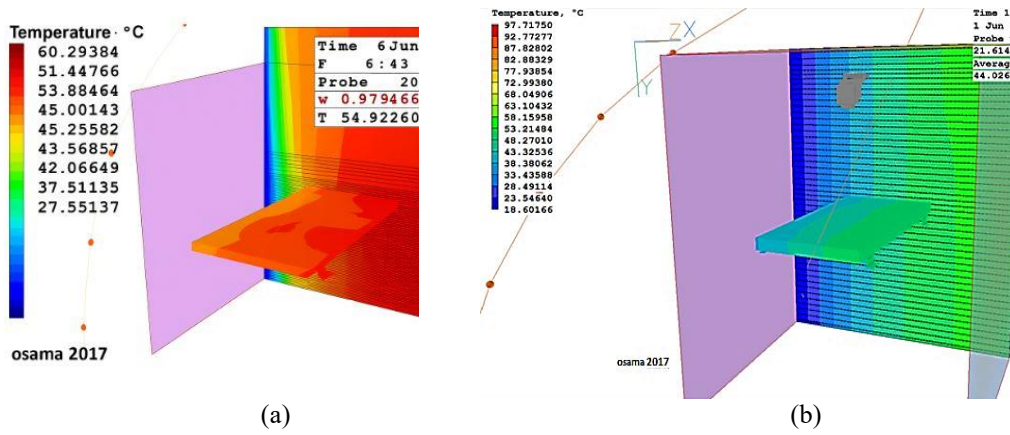 Temperature · °C
60.29384
51.44766
52.88464
45.00143
45.25582
43.56857
42.06649
37.51135
27.55137
Time 6 Jun
F 6:43
Probe 20
w 0.979466
T 54.92260
osama 2017
(a)
Temperature, °C
97.71750
92.77277
87.82802
82.88329
77.93854
72.99380
68.04906
63.10432
58.15958
53.21484
48.27010
43.32536
38.38062
33.43588
28.49114
23.54640
18.60166
Z X
Y
Time 1
1 Jun
Probe
21.614
Averag
44.026
osama 2017
(b)